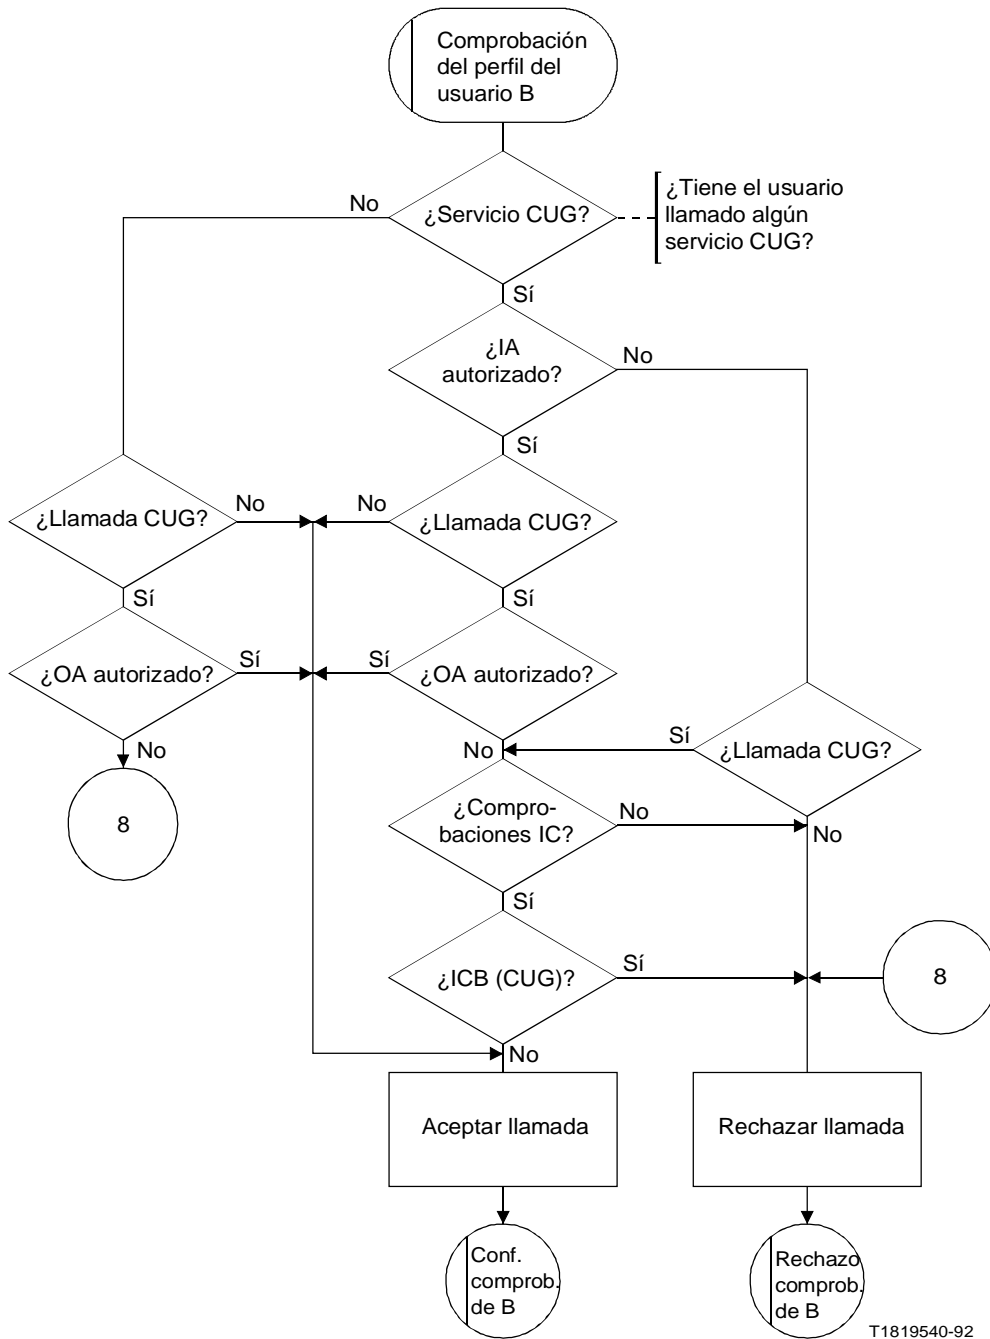 Comprobación
del perfil del
usuario B
No
¿Servicio CUG?
¿Tiene el usuario
llamado algún
servicio CUG?
Sí
¿IA
autorizado?
No
Sí
¿Llamada CUG?
No
No
¿Llamada CUG?
Sí
Sí
¿OA autorizado?
Sí
Sí
¿OA autorizado?
No
No
Sí
¿Llamada CUG?
8
¿Compro-
baciones IC?
No
No
Sí
¿ICB (CUG)?
Sí
8
No
Aceptar llamada
Rechazar llamada
Conf.
comprob.
de B
Rechazo
comprob.
de B
T1819540-92